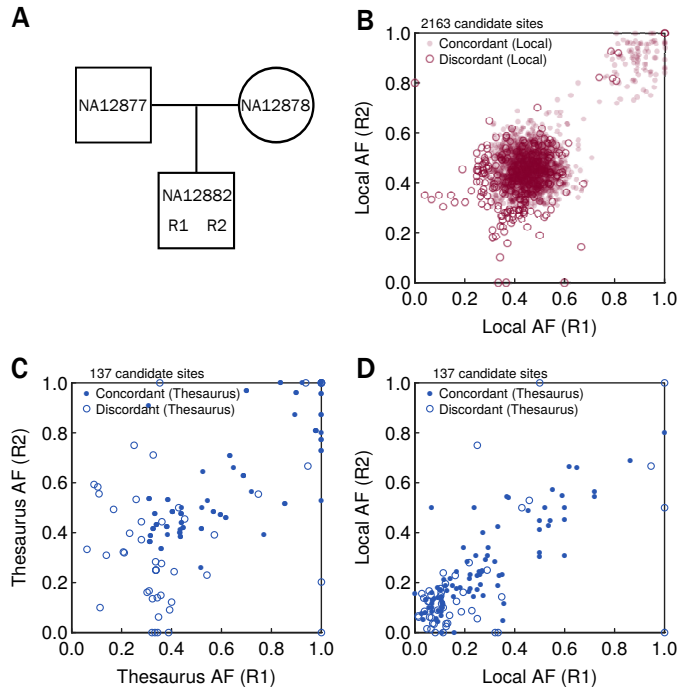 A
NA12877
NA12878
NA12882
R1 R2
B
2163 candidate sites
Concordant (Local)
Discordant (Local)
Local AF (R2)
1.0
0.8
0.6
0.4
0.2
0.0
0.0 0.2 0.4 0.6 0.8 1.0
Local AF (R1)
C
137 candidate sites
Concordant (Thesaurus)
Discordant (Thesaurus)
Thesaurus AF (R2)
1.0
0.8
0.6
0.4
0.2
0.0
0.0 0.2 0.4 0.6 0.8 1.0
Thesaurus AF (R1)
D
137 candidate sites
Concordant (Thesaurus)
Discordant (Thesaurus)
Local AF (R2)
1.0
0.8
0.6
0.4
0.2
0.0
0.0 0.2 0.4 0.6 0.8 1.0
Local AF (R1)